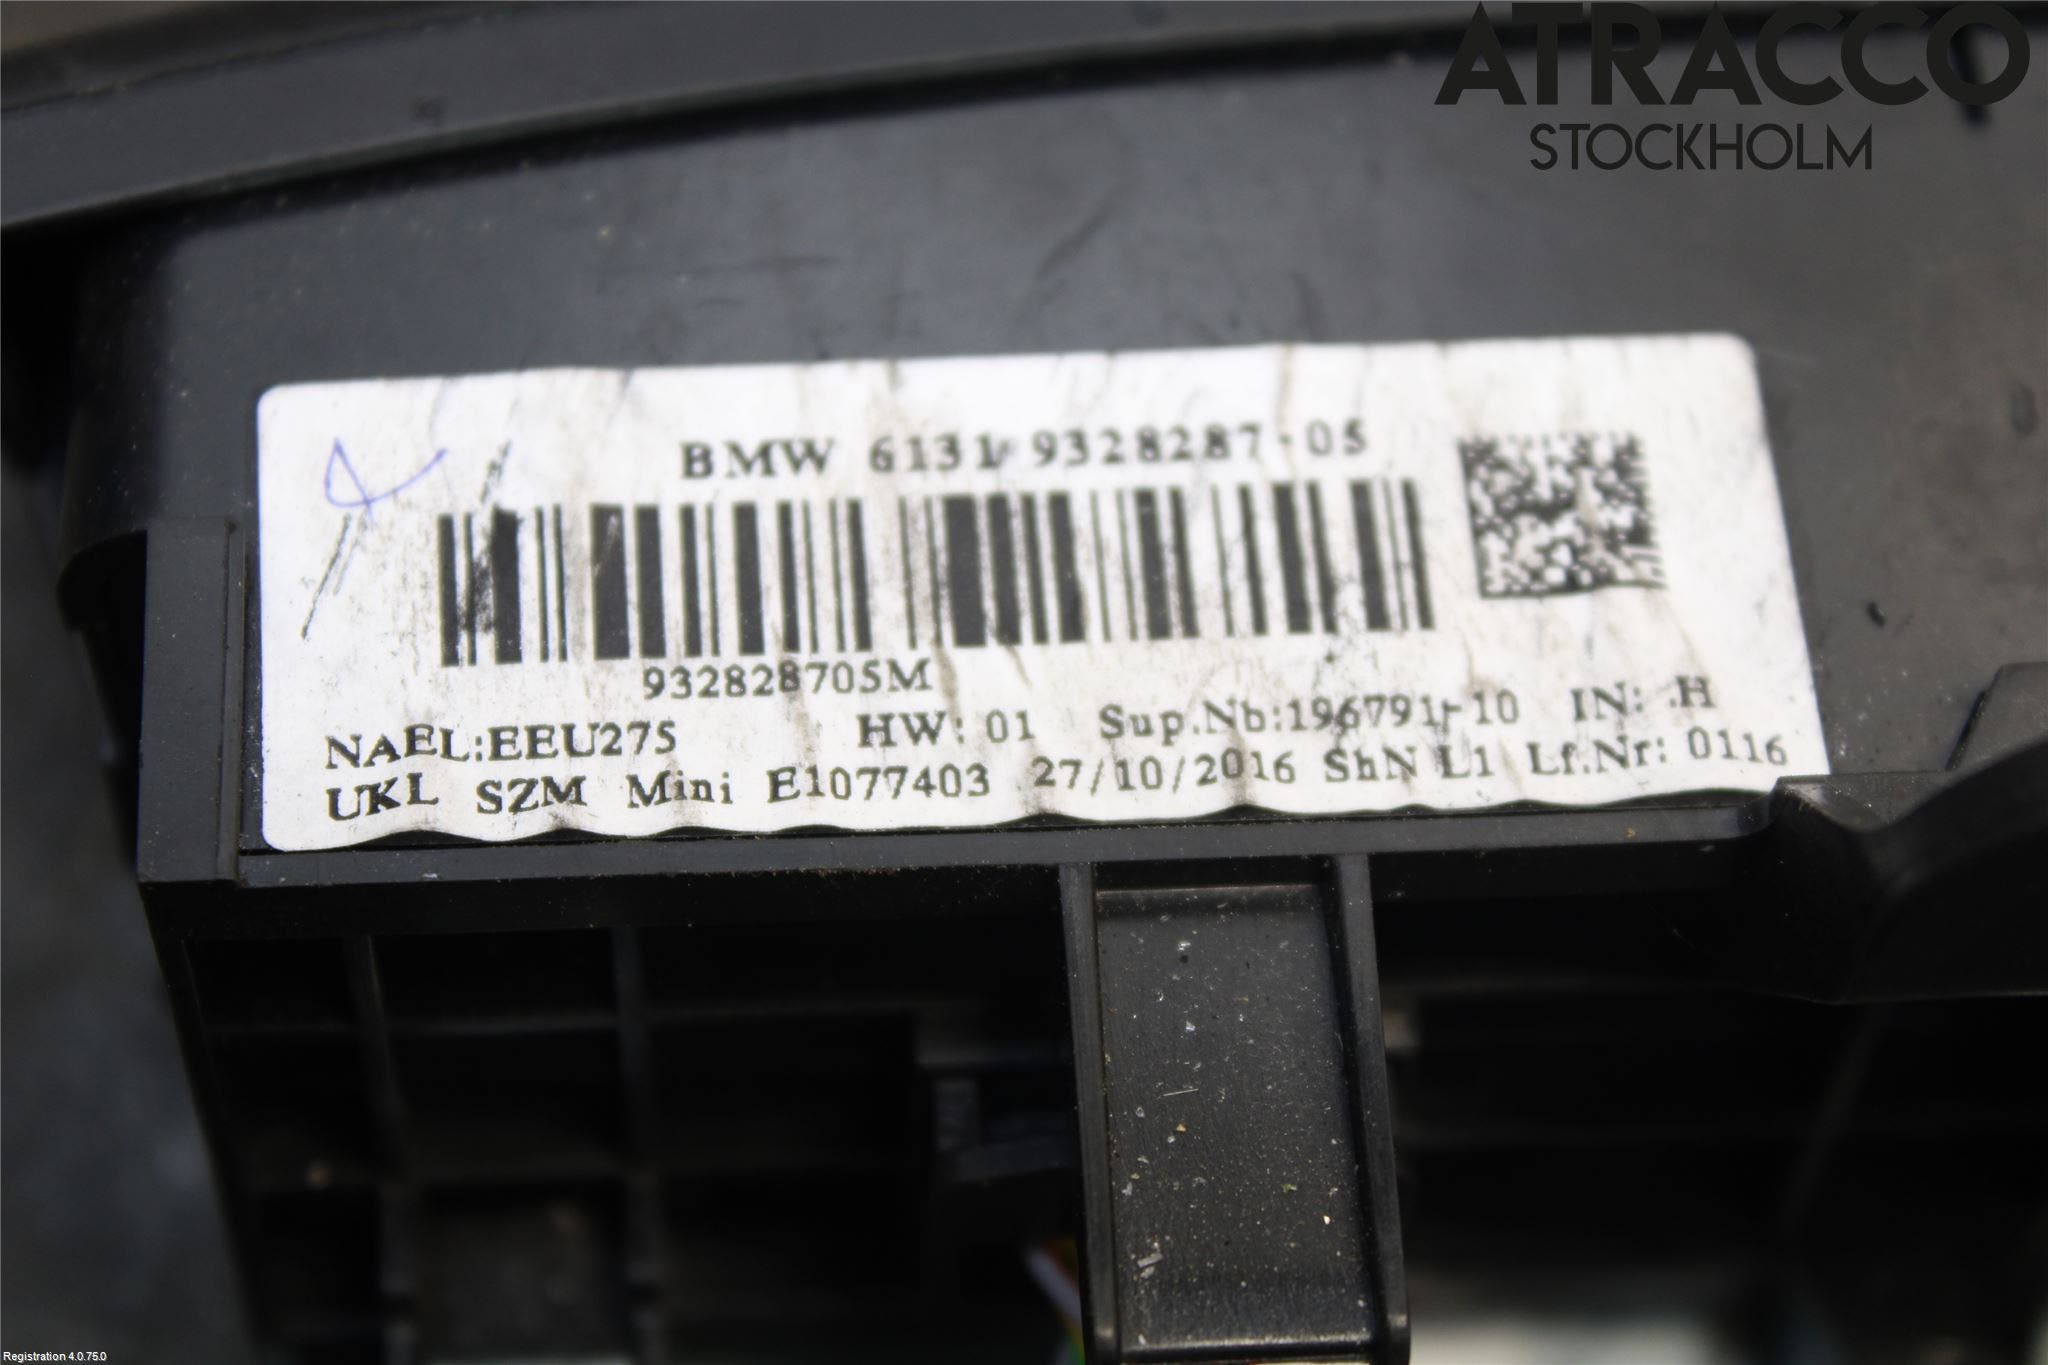 ATRACCO
STOCKHOLM
BMW 6131 9328287-05
932828705M
NAEL:EEU275 HW: 01 Sup.Nb:196791-10 IN: .H
UKL SZM Mini E1077403 27/10/2016 ShN L1 Lf.Nr: 0116
Registration 4.0.75.0